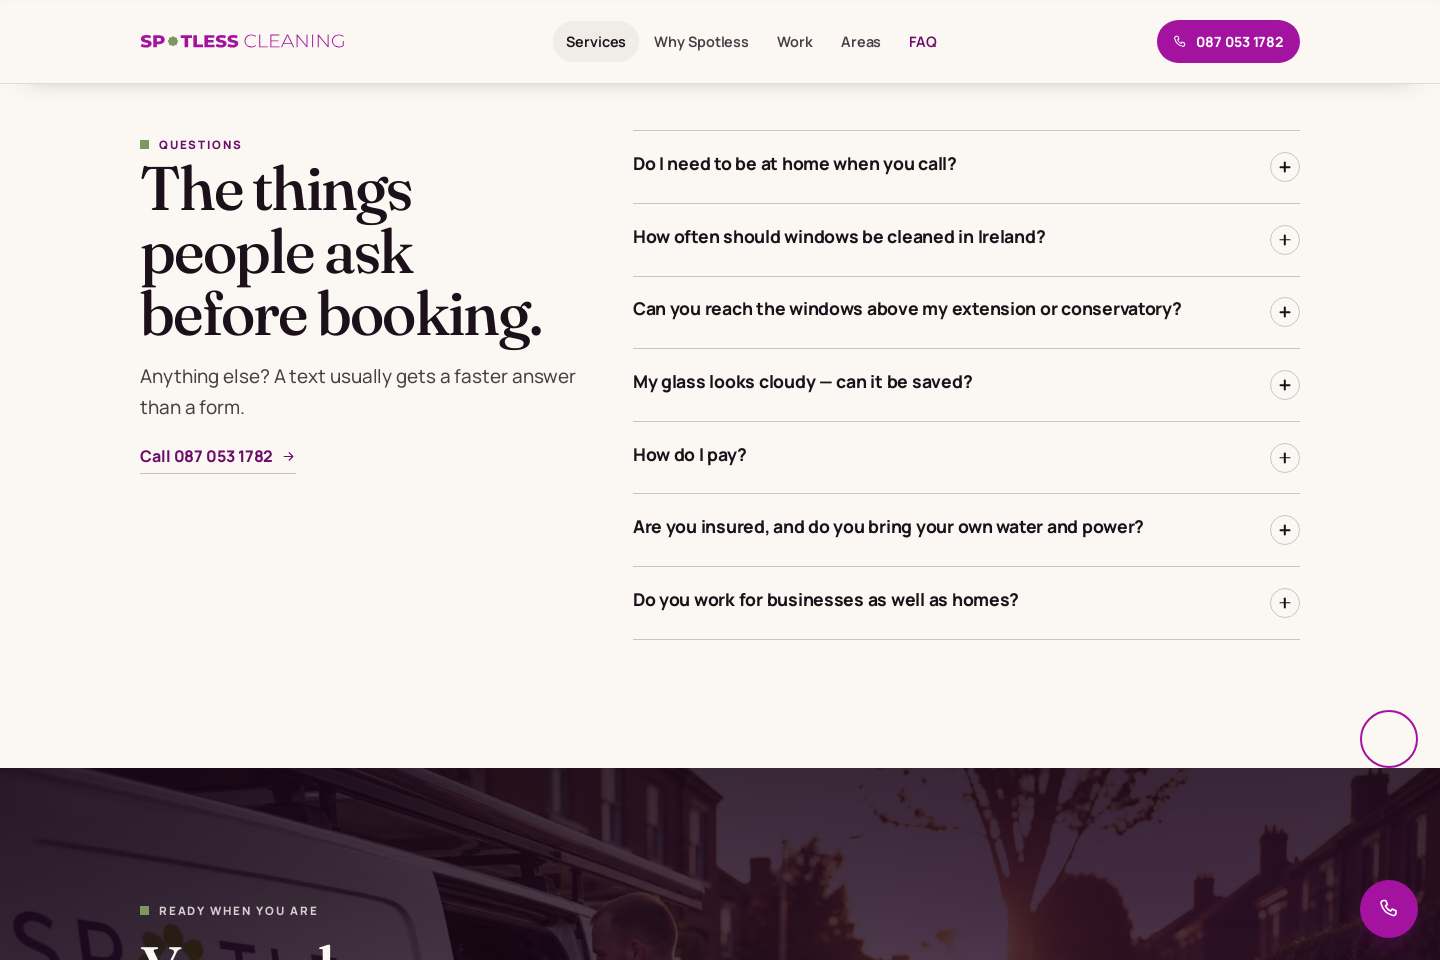 SPOTLESS CLEANING
Services
Why Spotless
Work
Areas
FAQ
087 053 1782
QUESTIONS
The things
people ask
before booking.
Anything else? A text usually gets a faster answer
than a form.
Call 087 053 1782 →
Do I need to be at home when you call?
How often should windows be cleaned in Ireland?
Can you reach the windows above my extension or conservatory?
My glass looks cloudy — can it be saved?
How do I pay?
Are you insured, and do you bring your own water and power?
Do you work for businesses as well as homes?
READY WHEN YOU ARE